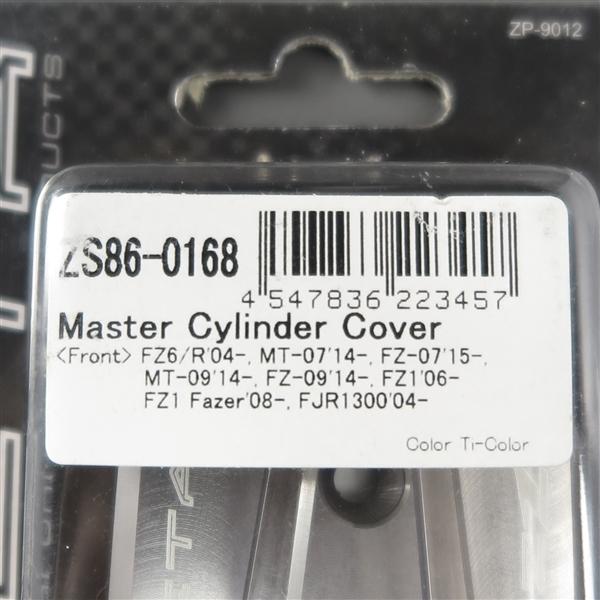 ZP-9012
ZS86-0168
4 547836 223457
Master Cylinder Cover
<Front> FZ6/R'04-, MT-07'14-, FZ-07'15-,
MT-09'14-, FZ-09'14-, FZ1'06-
FZ1 Fazer'08-, FJR1300'04-
Color Ti-Color